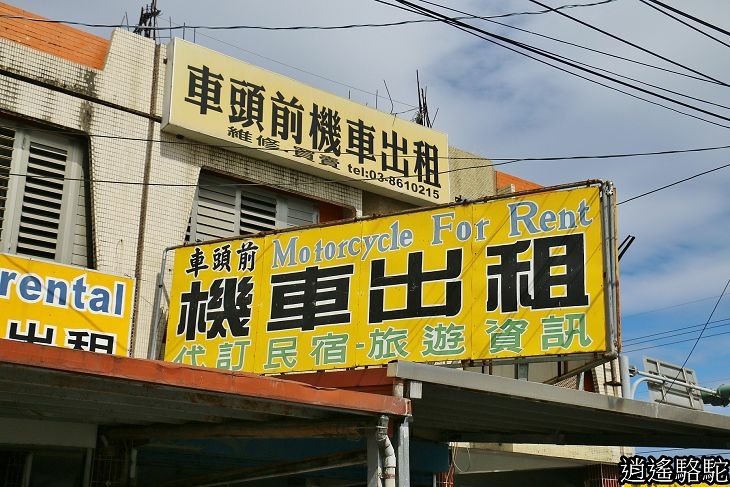 車頭前機車出租
維修 買賣 tel:03-8610215
車頭前 Motorcycle For Rent
機車出租
代訂民宿-旅遊資訊
rental
出租
逍遙駱駝